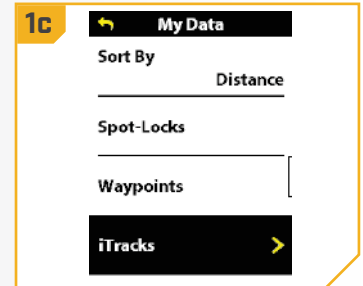 1c
My Data
Sort By
Distance
Spot-Locks
Waypoints
iTracks